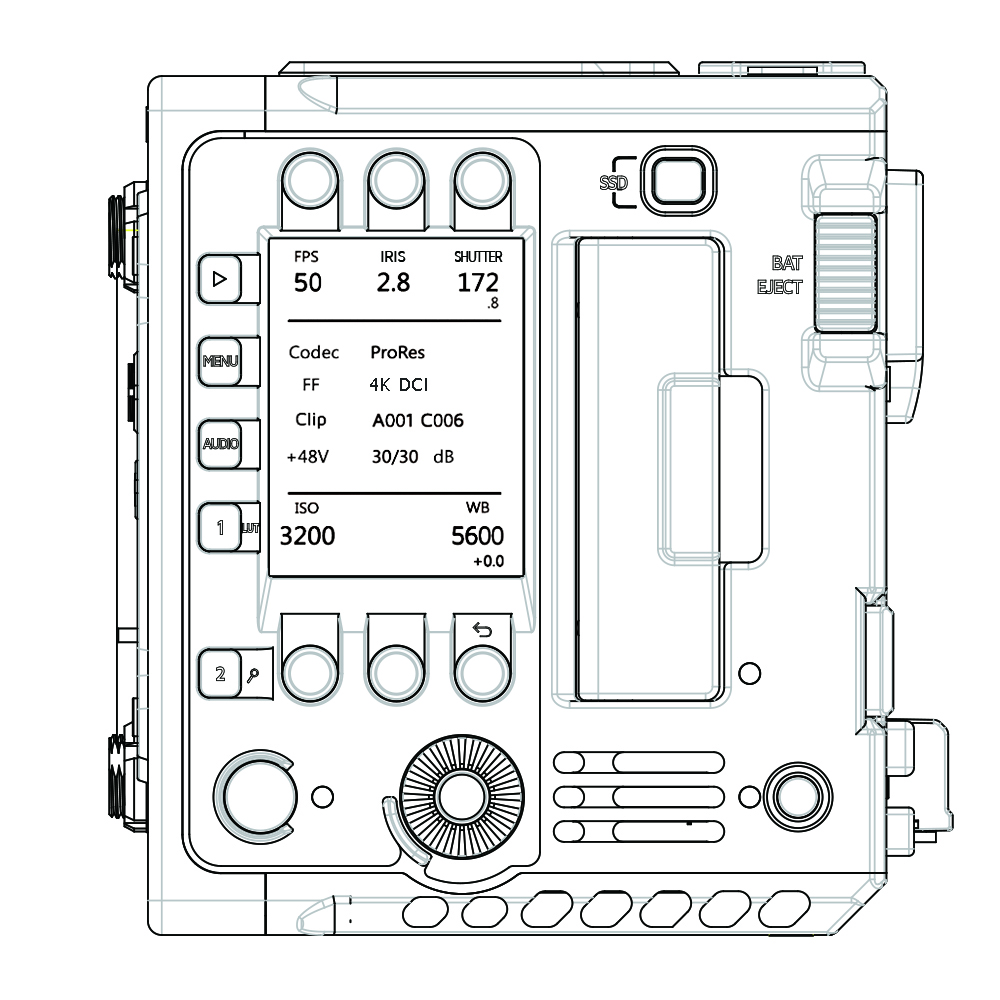 SSD
FPS IRIS SHUTTER
50 2.8 172
.8
BAT
EJECT
Codec ProRes
MENU
FF 4K DCI
Clip A001 C006
AUDIO
+48V 30/30 dB
ISO WB
1 LUT
3200 5600
+0.0
2